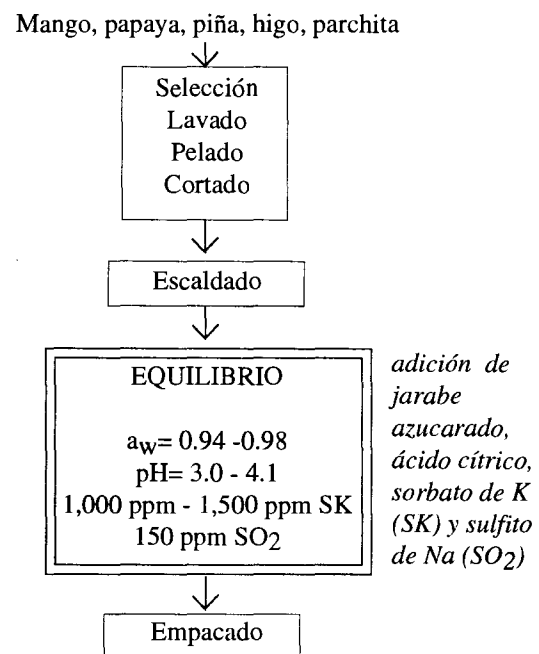 Mango, papaya, piña, higo, parchita
Selección
Lavado
Pelado
Cortado
Escaldado
EQUILIBRIO
aw= 0.94 -0.98
pH= 3.0 - 4.1
1,000 ppm - 1,500 ppm SK
150 ppm SO2
adición de
jarabe
azucarado,
ácido cítrico,
sorbato de K
(SK) y sulfito
de Na (SO2)
Empacado